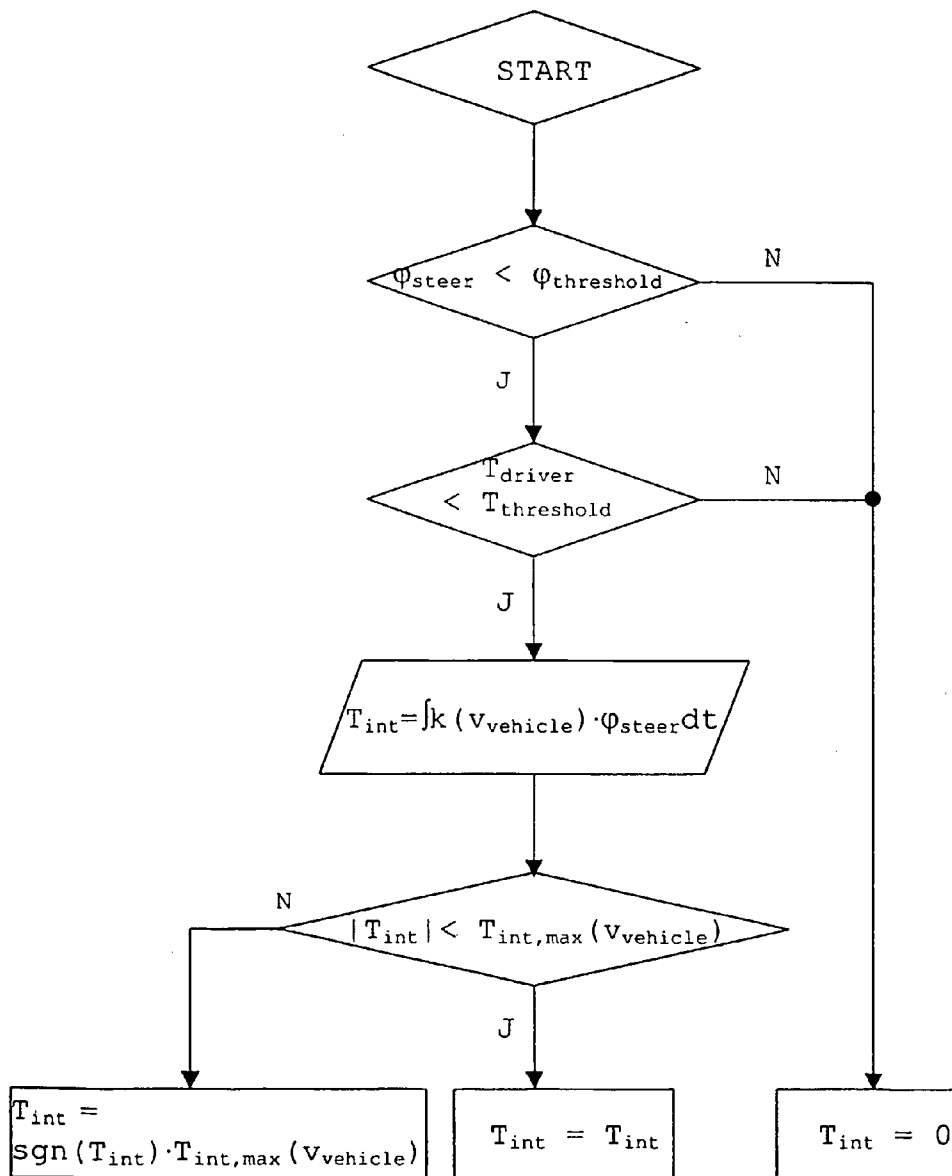 START
φsteer < φthreshold
N
J
Tdriver
< Tthreshold
N
J
Tint=∫k(vvehicle)·φsteerdt
N
|Tint|< Tint,max(vvehicle)
J
Tint =
sgn(Tint)·Tint,max(vvehicle)
Tint = Tint
Tint = 0